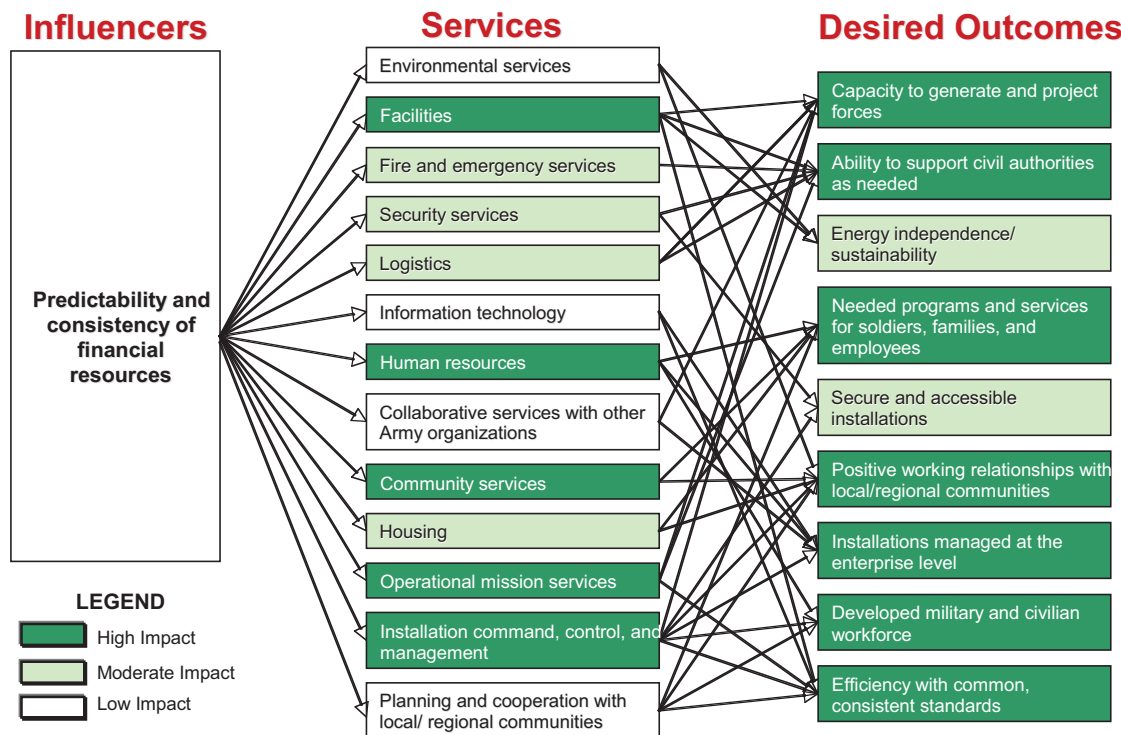 Influencers
Services
Desired Outcomes
Predictability and
consistency of
financial
resources
LEGEND
High Impact
Moderate Impact
Low Impact
Environmental services
Facilities
Fire and emergency services
Security services
Logistics
Information technology
Human resources
Collaborative services with other
Army organizations
Community services
Housing
Operational mission services
Installation command, control, and
management
Planning and cooperation with
local/ regional communities
Capacity to generate and project
forces
Ability to support civil authorities
as needed
Energy independence/
sustainability
Needed programs and services
for soldiers, families, and
employees
Secure and accessible
installations
Positive working relationships with
local/regional communities
Installations managed at the
enterprise level
Developed military and civilian
workforce
Efficiency with common,
consistent standards